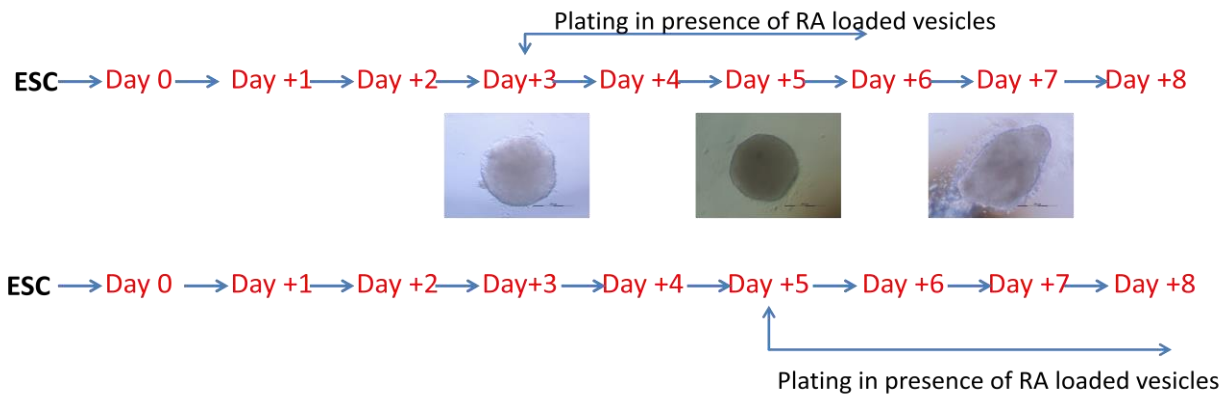 Plating in presence of RA loaded vesicles
ESC Day 0 Day +1 Day +2 Day+3 Day +4 Day +5 Day +6 Day +7 Day +8
ESC Day 0 Day +1 Day +2 Day+3 Day +4 Day +5 Day +6 Day +7 Day +8
Plating in presence of RA loaded vesicles